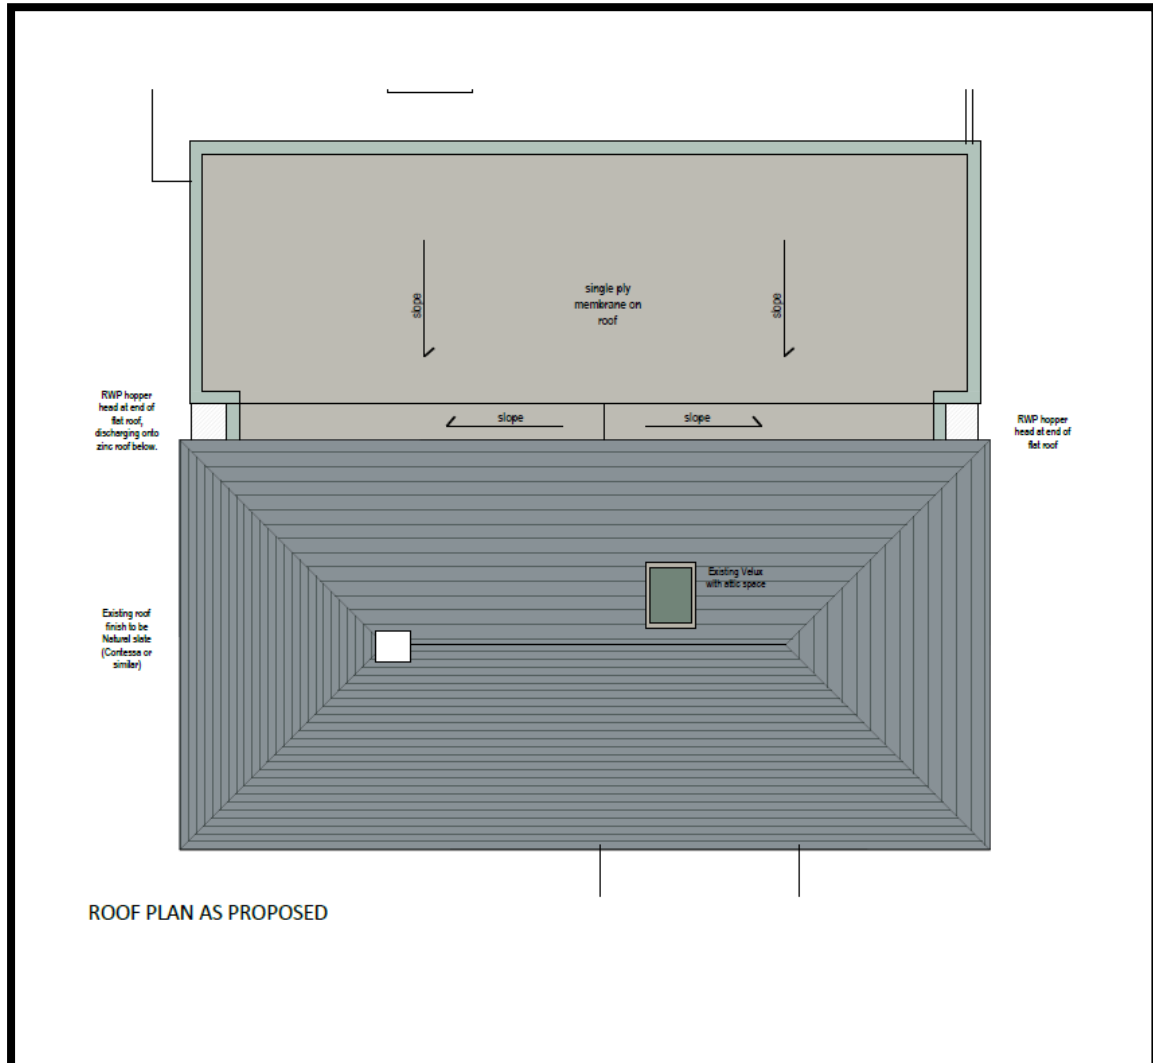 slope
single ply
membrane on
roof
slope
RWP hopper
head at end of
flat roof,
discharging onto
zinc roof below.
slope
slope
RWP hopper
head at end of
flat roof
Existing Velux
with attic space
Existing roof
finish to be
Natural slate
(Contessa or
similar)
ROOF PLAN AS PROPOSED